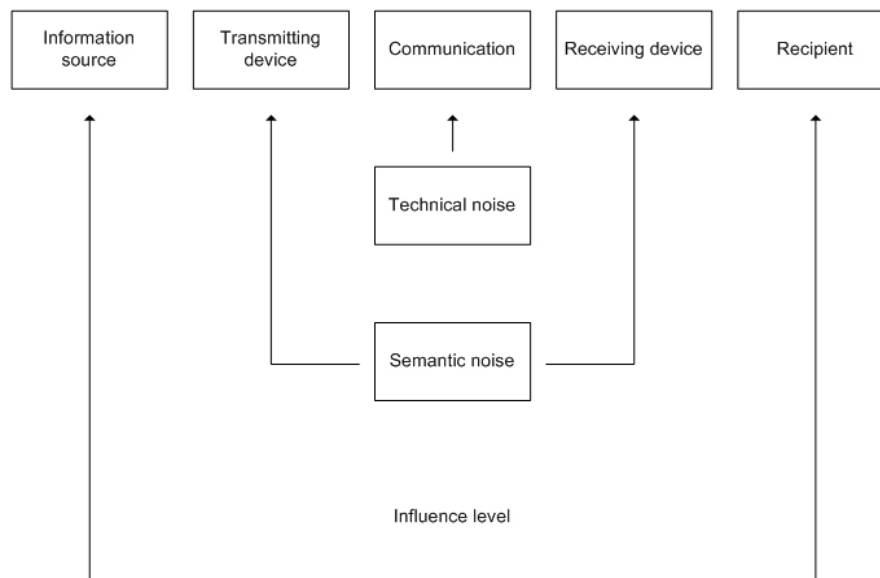 Information
source
Transmitting
device
Communication
Receiving device
Recipient
Technical noise
Semantic noise
Influence level